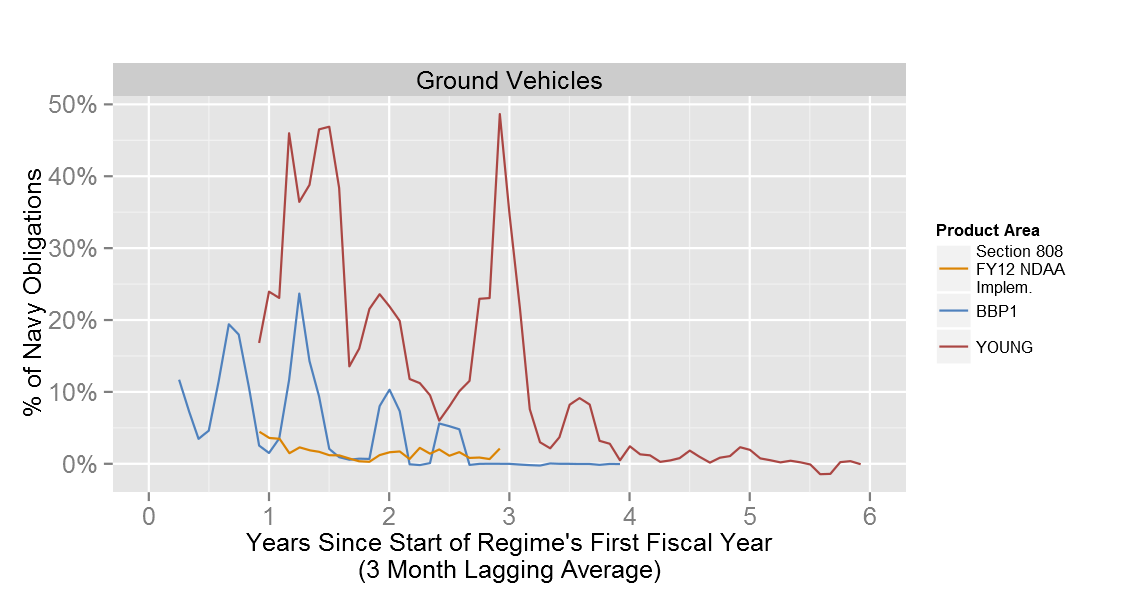 Ground Vehicles
50%
40%
30%
20%
10%
0%
% of Navy Obligations
0 1 2 3 4 5 6
Years Since Start of Regime's First Fiscal Year
(3 Month Lagging Average)
Product Area
Section 808
FY12 NDAA
Implem.
BBP1
YOUNG